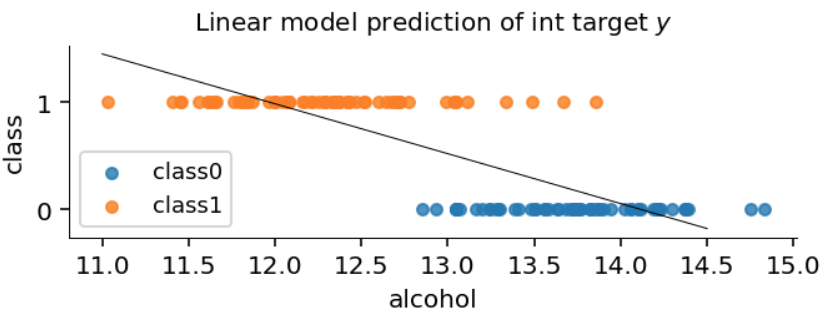 Linear model prediction of int target y
class
1
0
class0
class1
11.0 11.5 12.0 12.5 13.0 13.5 14.0 14.5 15.0
alcohol